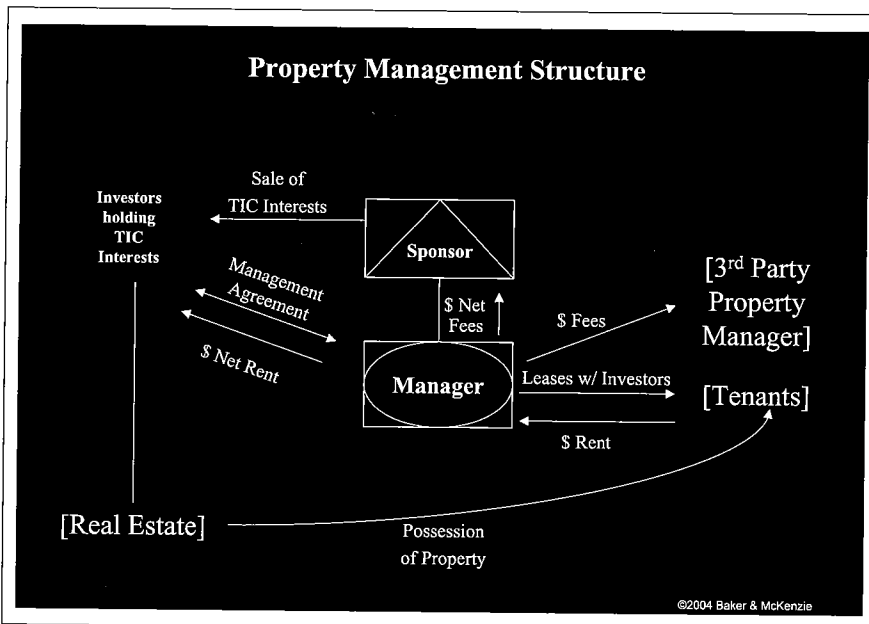 Property Management Structure
Sale of
TIC Interests
Investors
holding
TIC
Interests
Sponsor
[3rd Party
Property
Manager]
Management
Agreement
$ Net
Fees
$ Fees
$ Net Rent
Manager
Leases w/ Investors
[Tenants]
$ Rent
[Real Estate]
Possession
of Property
©2004 Baker & McKenzie